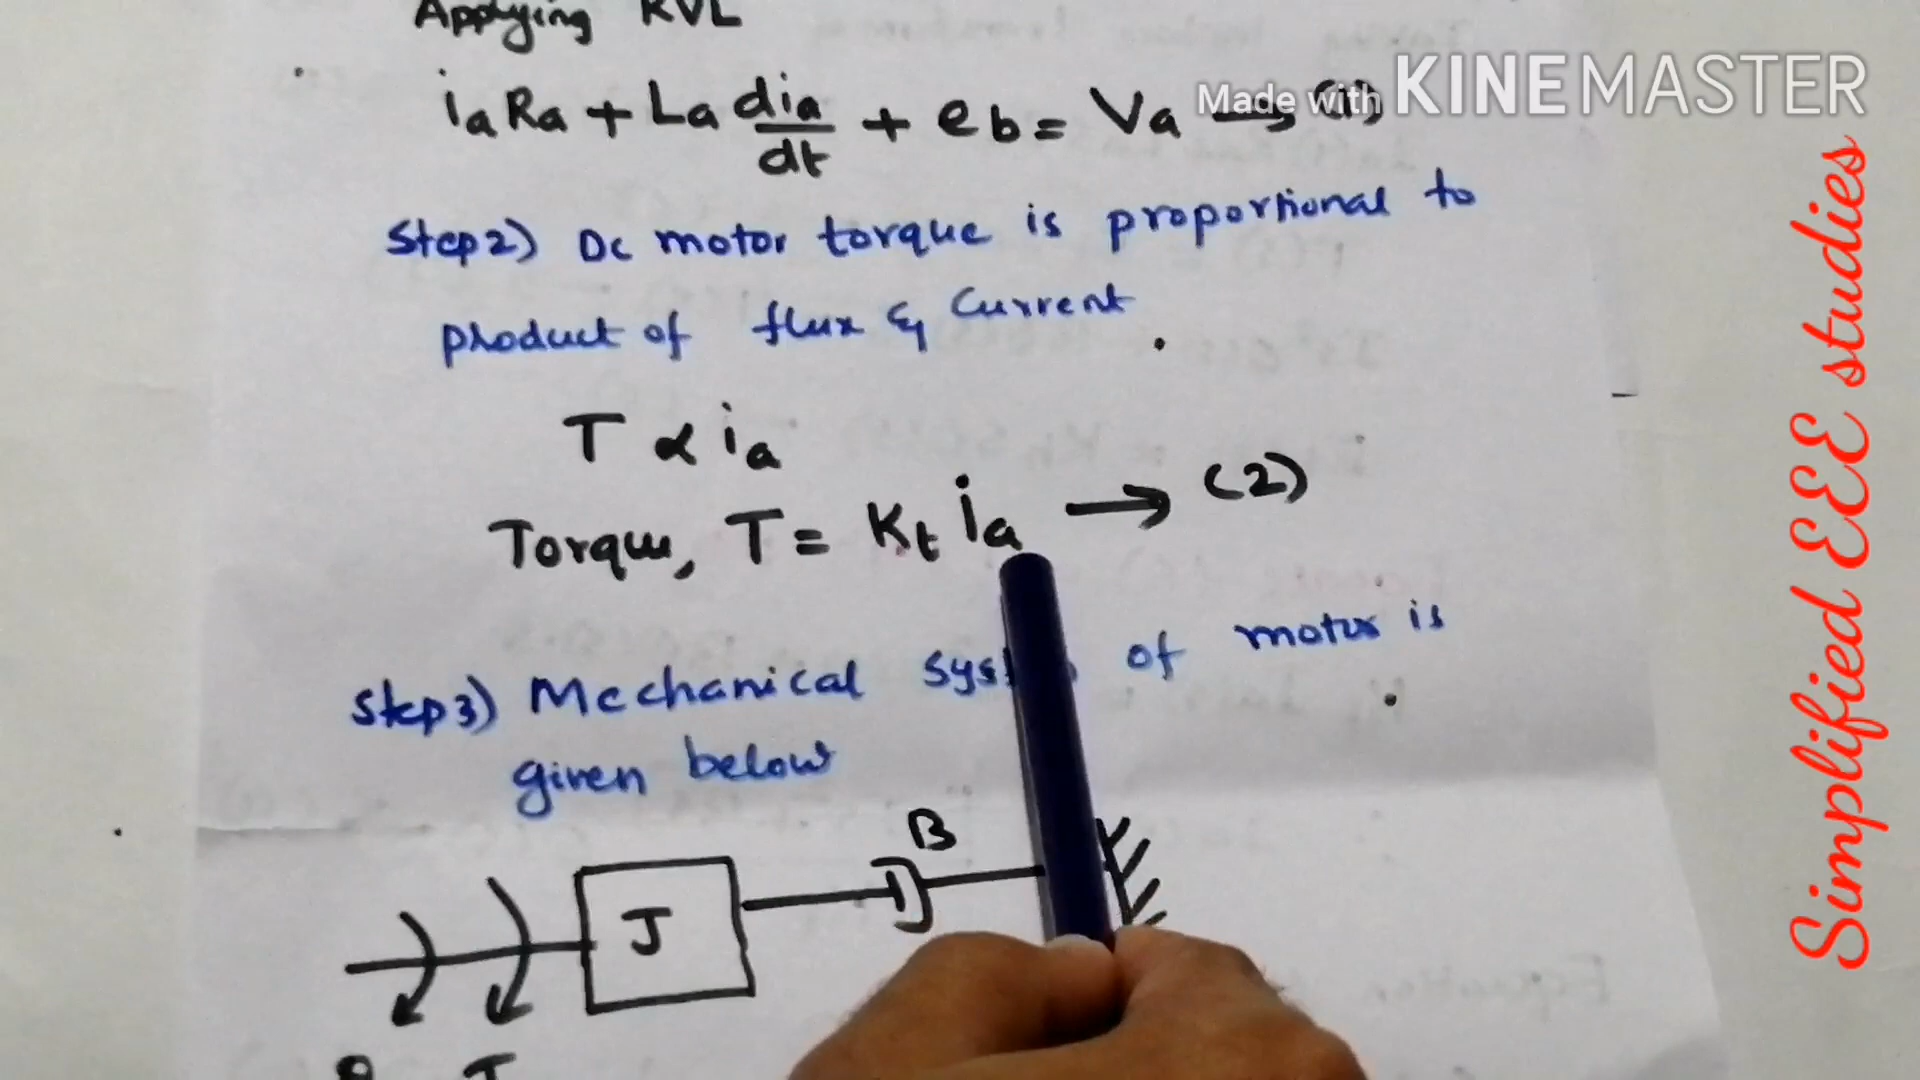 Applying KVL
iaRa + La dia/dt + eb = Va → (1)
Made with KINEMASTER
Step2) Dc motor torque is proportional to
product of flux & Current
T α ia
Torque, T = Kt ia → (2)
Step3) Mechanical of motor is
given below
B
J
T
Simplified EEE studies